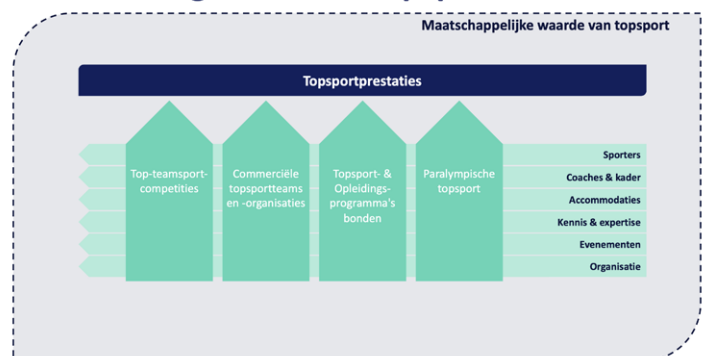 Maatschappelijke waarde van topsport
Topsportprestaties
Top-teamsport-
competities
Commerciële
topsportteams
en -organisaties
Topsport- &
Opleidings-
programma's
bonden
Paralympische
topsport
Sporters
Coaches & kader
Accommodaties
Kennis & expertise
Evenementen
Organisatie